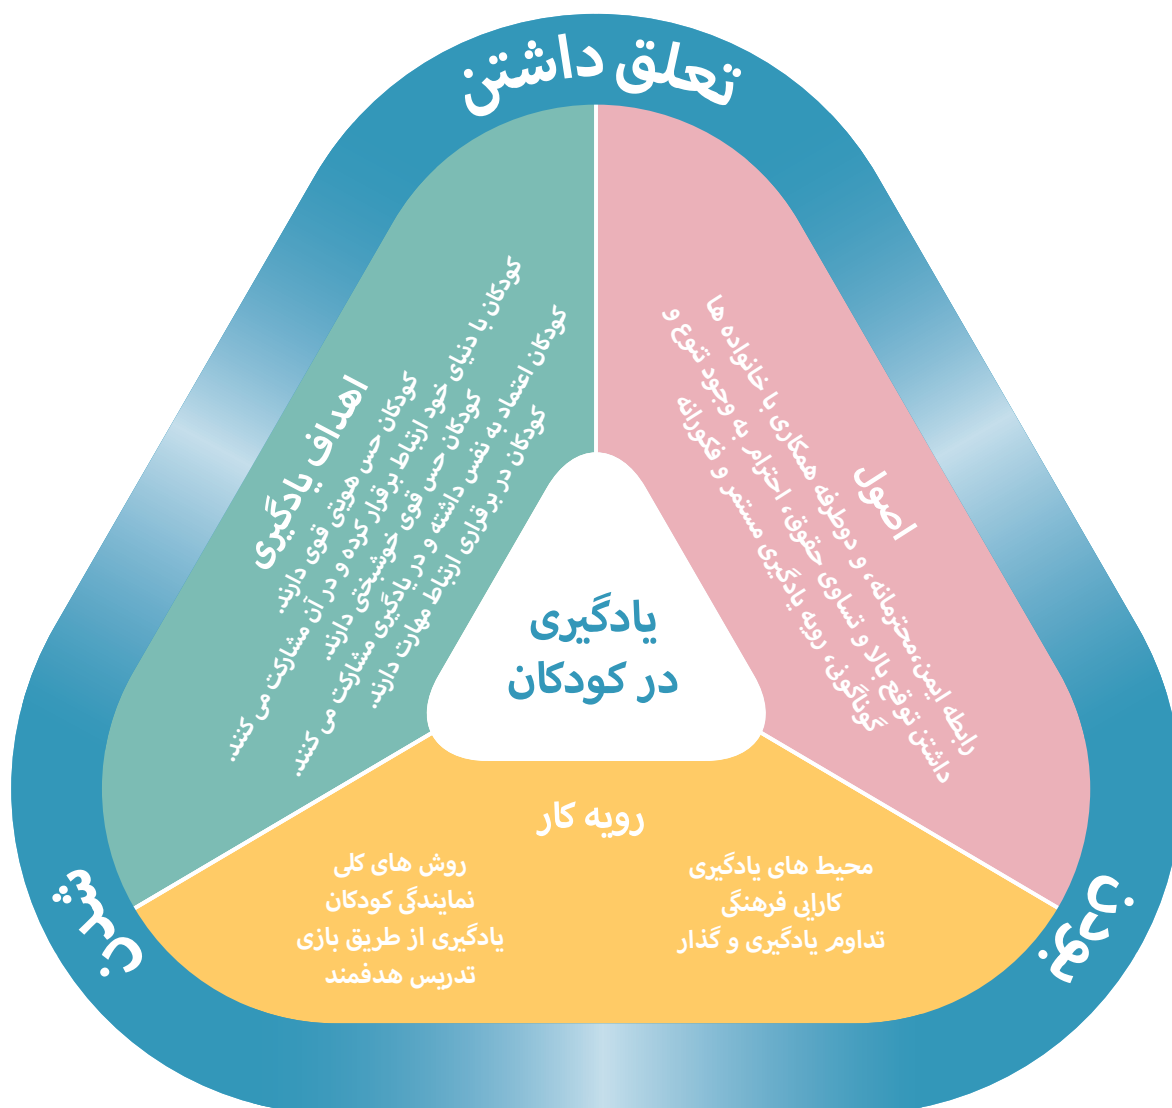 تعلق داشتن
بودن
شدن
یادگیری
در کودکان
اصول
رابطه ایمن،محترمانه، و دوطرفه همکاری با خانواده ها
داشتن توقع بالا و تساوی حقوق، احترام به وجود تنوع و
گوناگونی، رویه یادگیری مستمر و فکورانه
رویه کار
محیط های یادگیری
کارایی فرهنگی
تداوم یادگیری و گذار
روش های کلی
نمایندگی کودکان
یادگیری از طریق بازی
تدریس هدفمند
اهداف یادگیری
کودکان حس هویتی قوی دارند.
کودکان با دنیای خود ارتباط برقرار کرده و در آن مشارکت می کنند.
کودکان حس قوی خوشبختی دارند.
کودکان اعتماد به نفس داشته و در یادگیری مشارکت می کنند.
کودکان در برقراری ارتباط مهارت دارند.